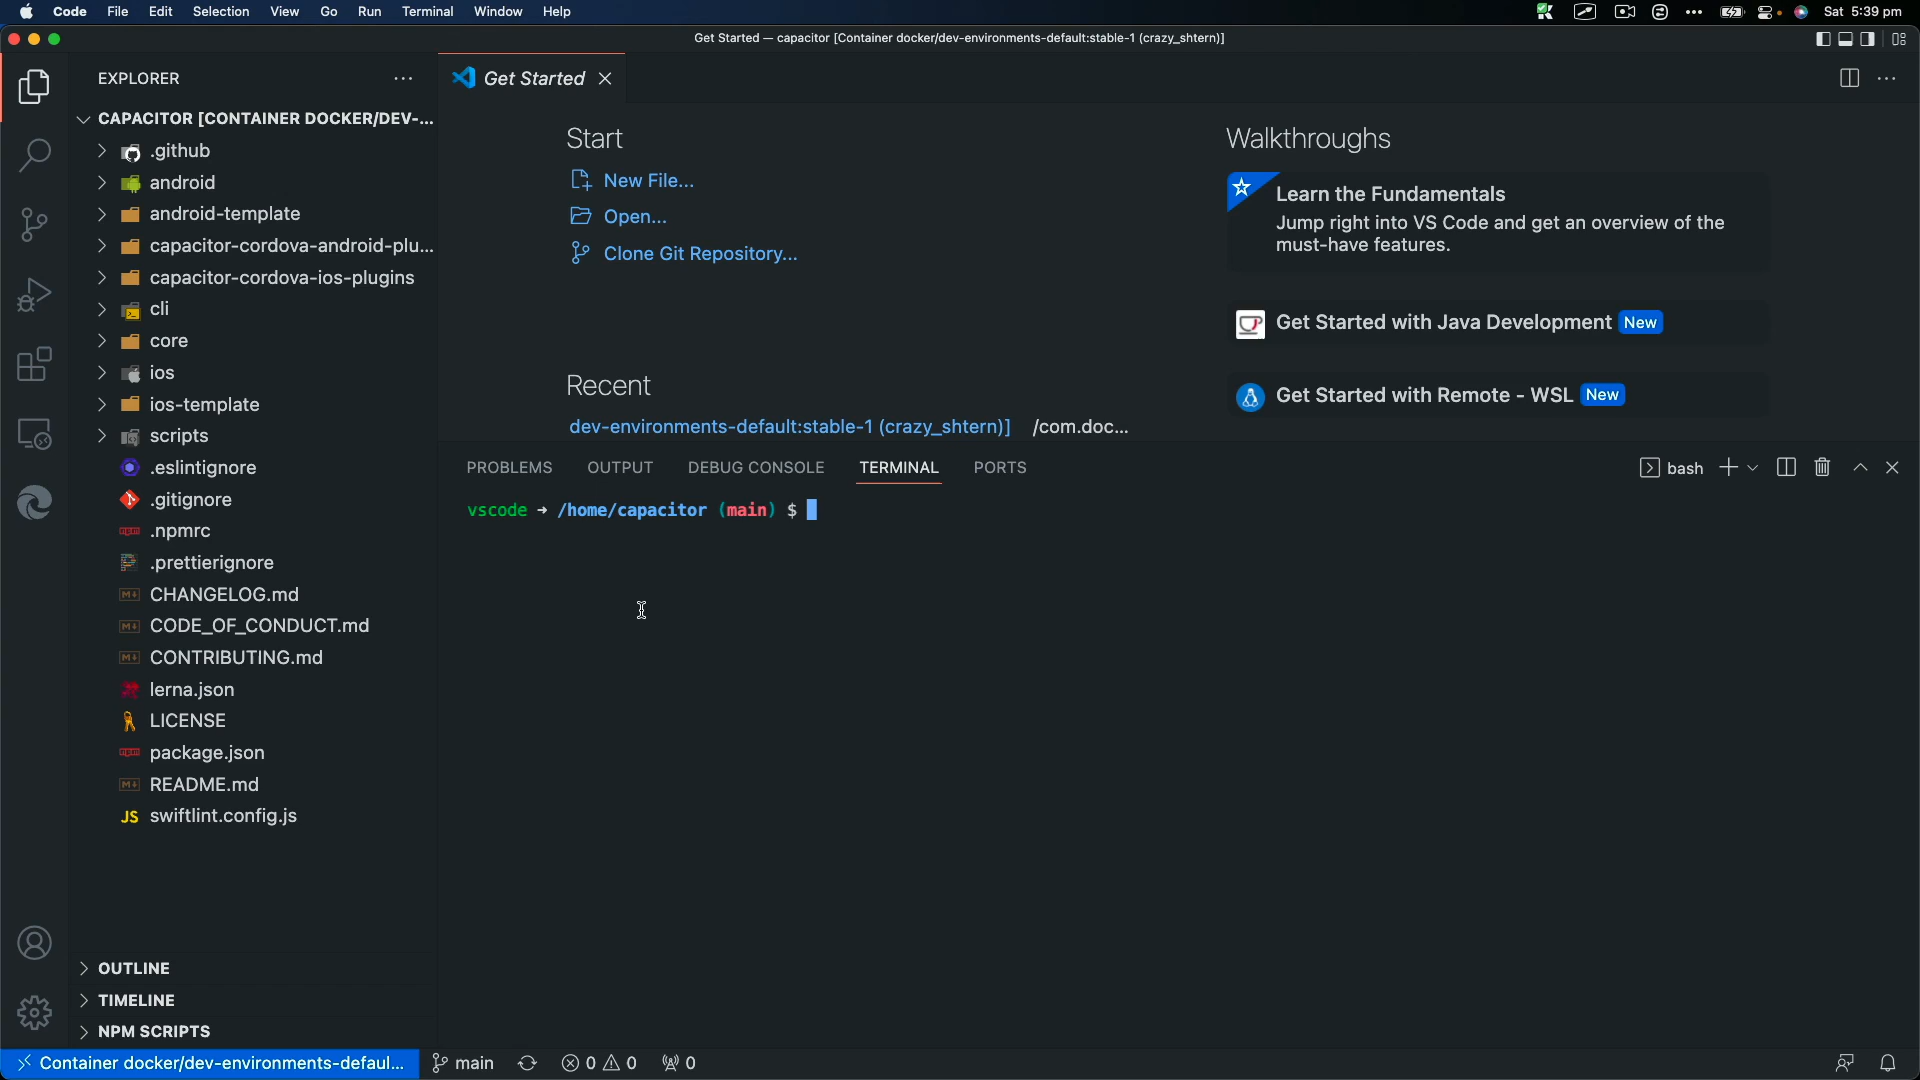 Code File Edit Selection View Go Run Terminal Window Help Sat 5:39 pm
Get Started — capacitor [Container docker/dev-environments-default:stable-1 (crazy_shtern)]
EXPLORER
CAPACITOR [CONTAINER DOCKER/DEV-...
.github
android
android-template
capacitor-cordova-android-plu...
capacitor-cordova-ios-plugins
cli
core
ios
ios-template
scripts
.eslintignore
.gitignore
.npmrc
.prettierignore
CHANGELOG.md
CODE_OF_CONDUCT.md
CONTRIBUTING.md
lerna.json
LICENSE
package.json
README.md
JS swiftlint.config.js
OUTLINE
TIMELINE
NPM SCRIPTS
Get Started
Start
New File...
Open...
Clone Git Repository...
Recent
dev-environments-default:stable-1 (crazy_shtern)] /com.doc...
Walkthroughs
Learn the Fundamentals
Jump right into VS Code and get an overview of the
must-have features.
Get Started with Java Development New
Get Started with Remote - WSL New
PROBLEMS OUTPUT DEBUG CONSOLE TERMINAL PORTS bash
vscode → /home/capacitor (main) $
Container docker/dev-environments-defaul... main 0 0 0